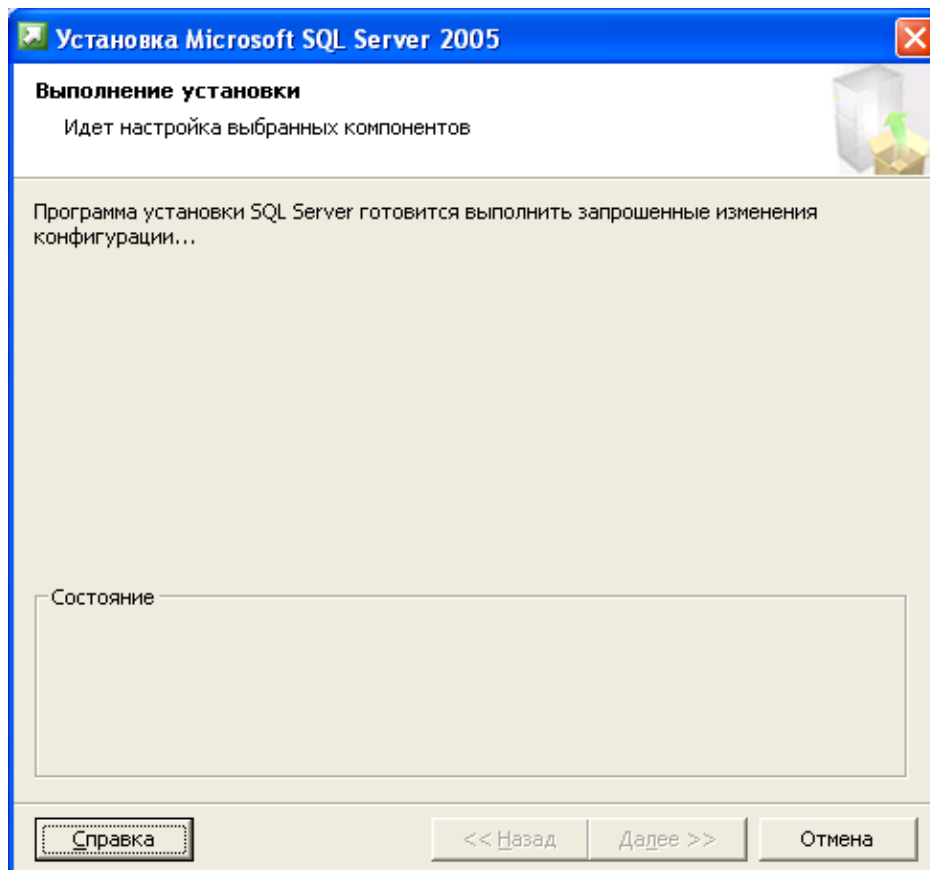 Установка Microsoft SQL Server 2005
Выполнение установки
Идет настройка выбранных компонентов
Программа установки SQL Server готовится выполнить запрошенные изменения
конфигурации...
Состояние
Справка
<< Назад
Далее >>
Отмена